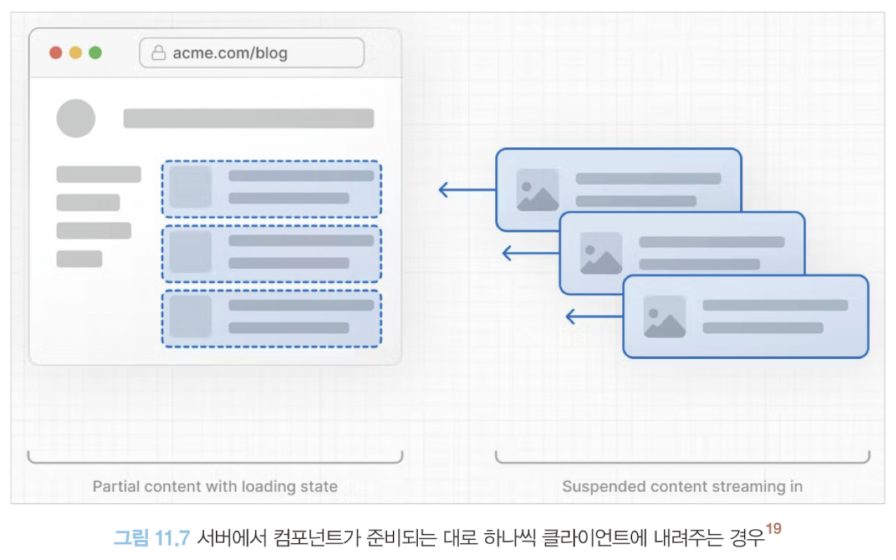 acme.com/blog
Partial content with loading state
Suspended content streaming in
그림 11.7 서버에서 컴포넌트가 준비되는 대로 하나씩 클라이언트에 내려주는 경우19